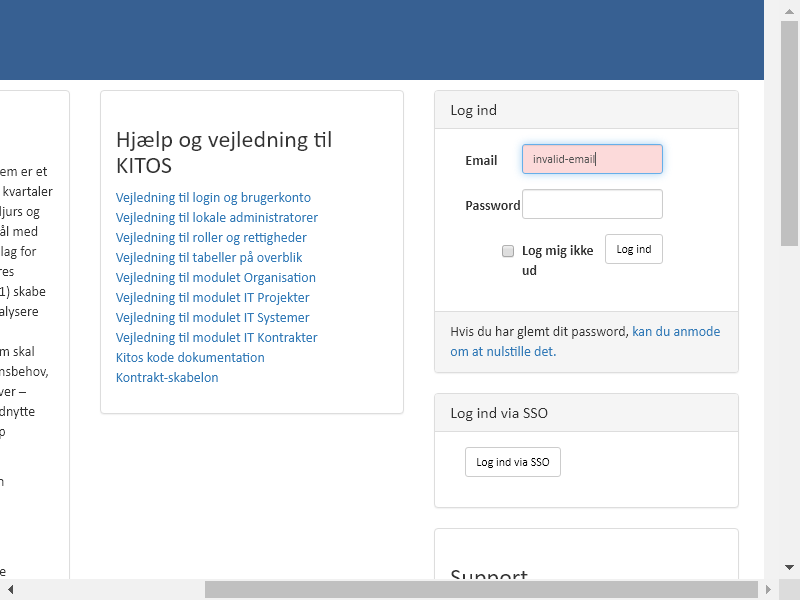 em er et
kvartaler
djurs og
ål med
lag for
res
1) skabe
alysere
m skal
nsbehov,
ver –
dnytte
p
n
e
Hjælp og vejledning til
KITOS
Vejledning til login og brugerkonto
Vejledning til lokale administratorer
Vejledning til roller og rettigheder
Vejledning til tabeller på overblik
Vejledning til modulet Organisation
Vejledning til modulet IT Projekter
Vejledning til modulet IT Systemer
Vejledning til modulet IT Kontrakter
Kitos kode dokumentation
Kontrakt-skabelon
Log ind
Email invalid-email
Password
Log mig ikke
ud
Log ind
Hvis du har glemt dit password, kan du anmode
om at nulstille det.
Log ind via SSO
Log ind via SSO
Support